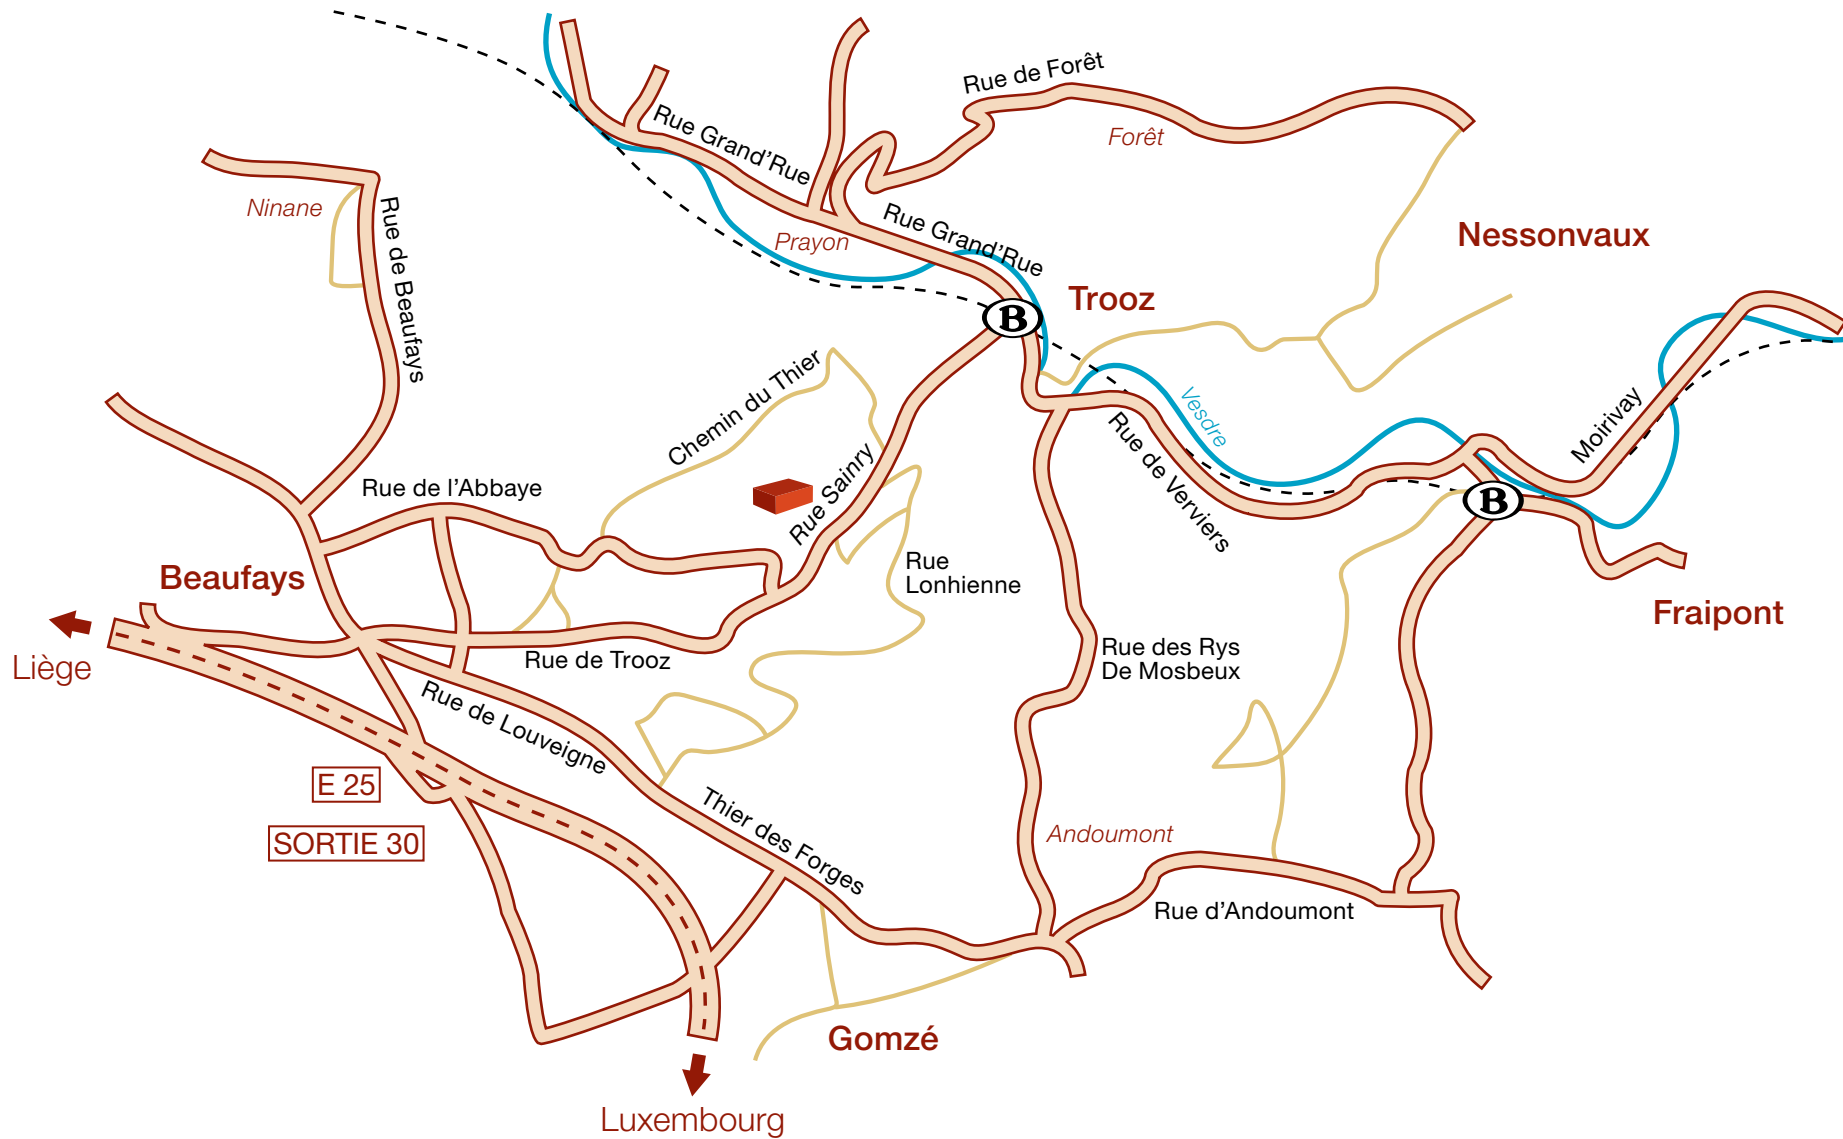 Rue de Forêt
Rue Grand'Rue
Forêt
Ninane
Rue de Beaufays
Rue Grand'Rue
Prayon
Nessonvaux
Trooz
B
Chemin du Thier
Vesdre
Moirivay
Rue de Verviers
Rue Sainry
Rue de l'Abbaye
B
Beaufays
Rue
Lonhienne
Fraipont
Liège
Rue de Trooz
Rue des Rys
De Mosbeux
Rue de Louveigne
E 25
SORTIE 30
Thier des Forges
Andoumont
Rue d'Andoumont
Gomzé
Luxembourg